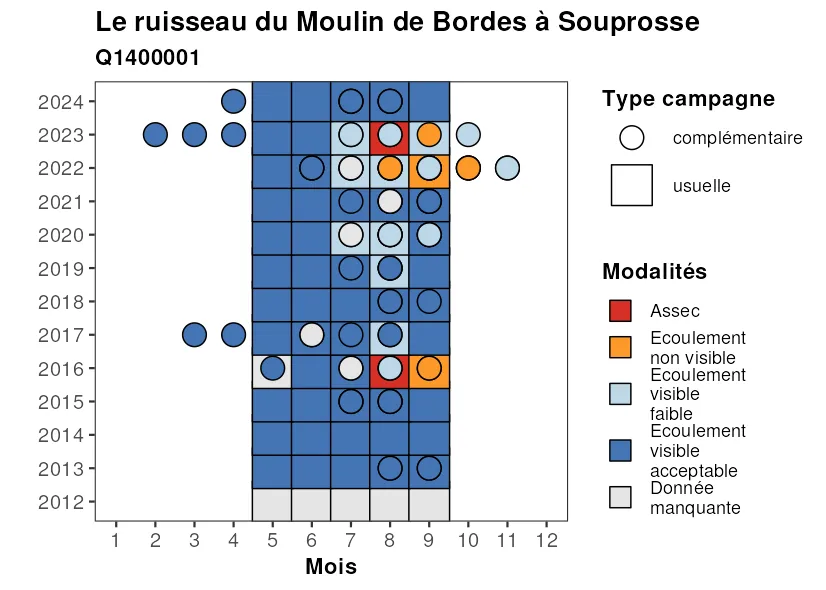 Le ruisseau du Moulin de Bordes à Souprosse
Q1400001
2024
2023
2022
2021
2020
2019
2018
2017
2016
2015
2014
2013
2012
1 2 3 4 5 6 7 8 9 10 11 12
Mois
Type campagne
complémentaire
usuelle
Modalités
Assec
Ecoulement
non visible
Ecoulement
visible
faible
Ecoulement
visible
acceptable
Donnée
manquante